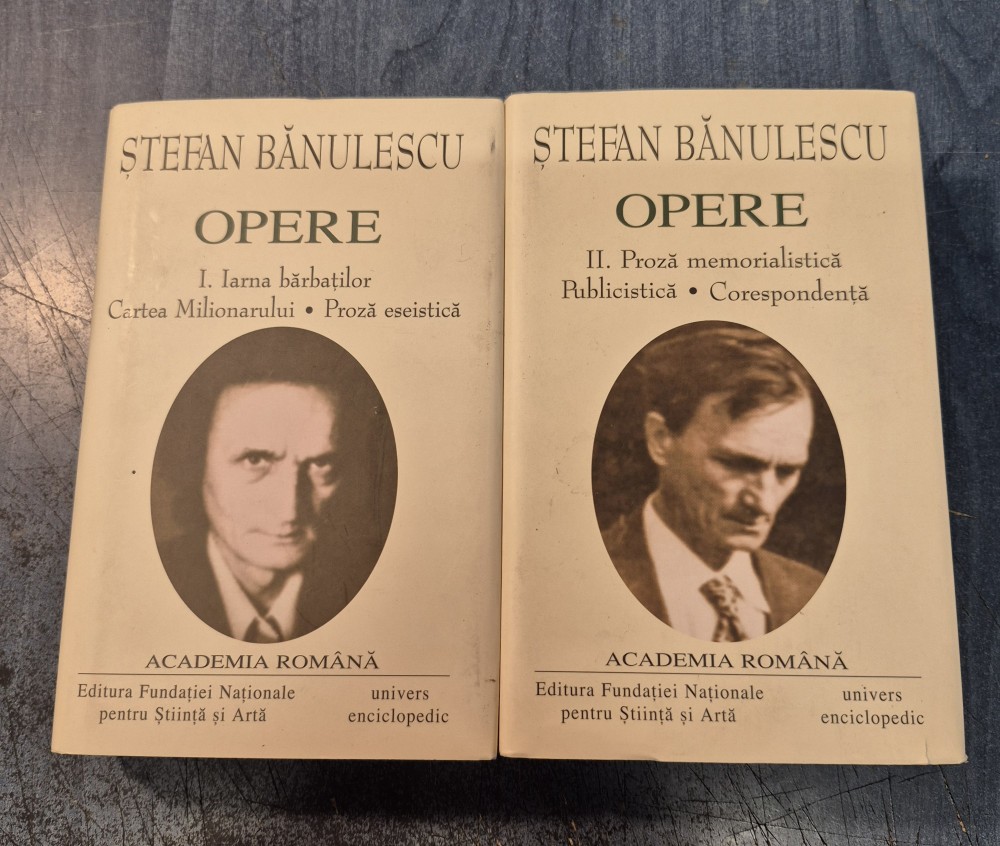 ȘTEFAN BĂNULESCU
OPERE
I. Iarna bărbaților
Cartea Milionarului • Proză eseistică
ACADEMIA ROMÂNĂ
Editura Fundației Naționale
pentru Știință și Artă
univers
enciclopedic
ȘTEFAN BĂNULESCU
OPERE
II. Proză memorialistică
Publicistică • Corespondență
ACADEMIA ROMÂNĂ
Editura Fundației Naționale
pentru Știință și Artă
univers
enciclopedic